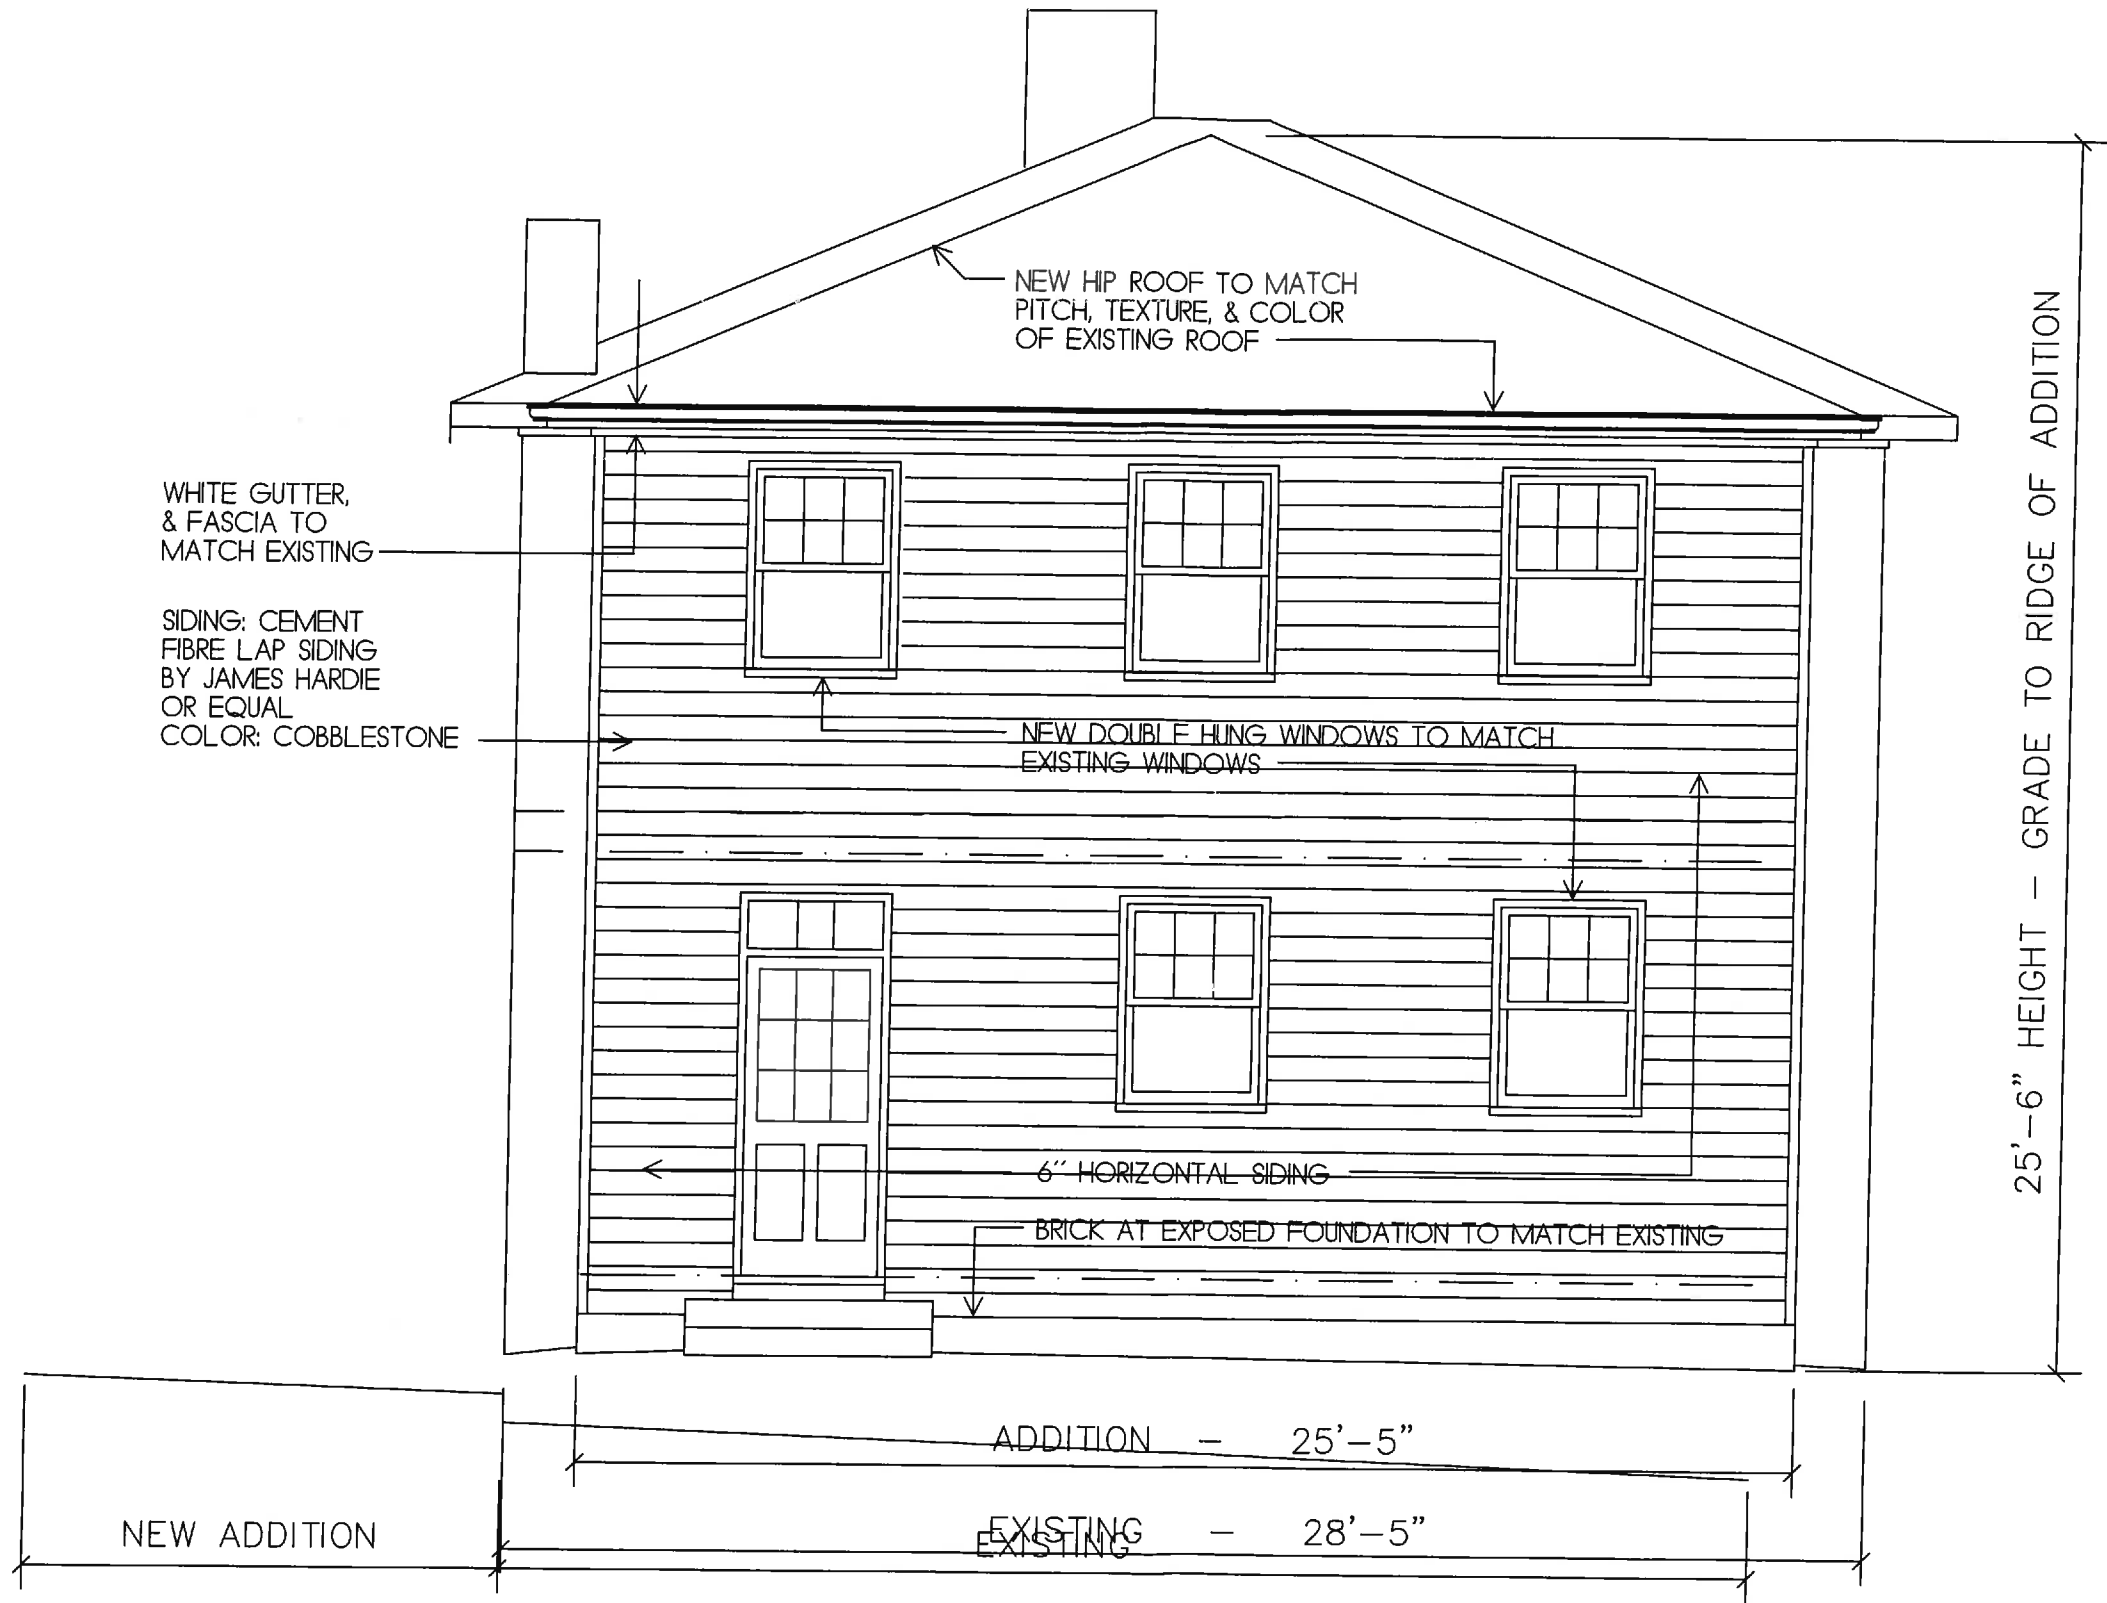 NEW HIP ROOF TO MATCH
PITCH, TEXTURE, & COLOR
OF EXISTING ROOF
WHITE GUTTER,
& FASCIA TO
MATCH EXISTING
SIDING: CEMENT
FIBRE LAP SIDING
BY JAMES HARDIE
OR EQUAL
COLOR: COBBLESTONE
NEW DOUBLE HUNG WINDOWS TO MATCH
EXISTING WINDOWS
6" HORIZONTAL SIDING
BRICK AT EXPOSED FOUNDATION TO MATCH EXISTING
25'-6" HEIGHT - GRADE TO RIDGE OF ADDITION
ADDITION - 25'-5"
NEW ADDITION
EXISTING - 28'-5"
EXISTING